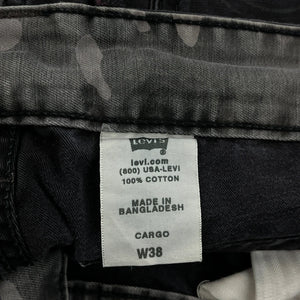 Levi's
levi.com
(800) USA-LEVI
100% COTTON
MADE IN
BANGLADESH
CARGO
W38